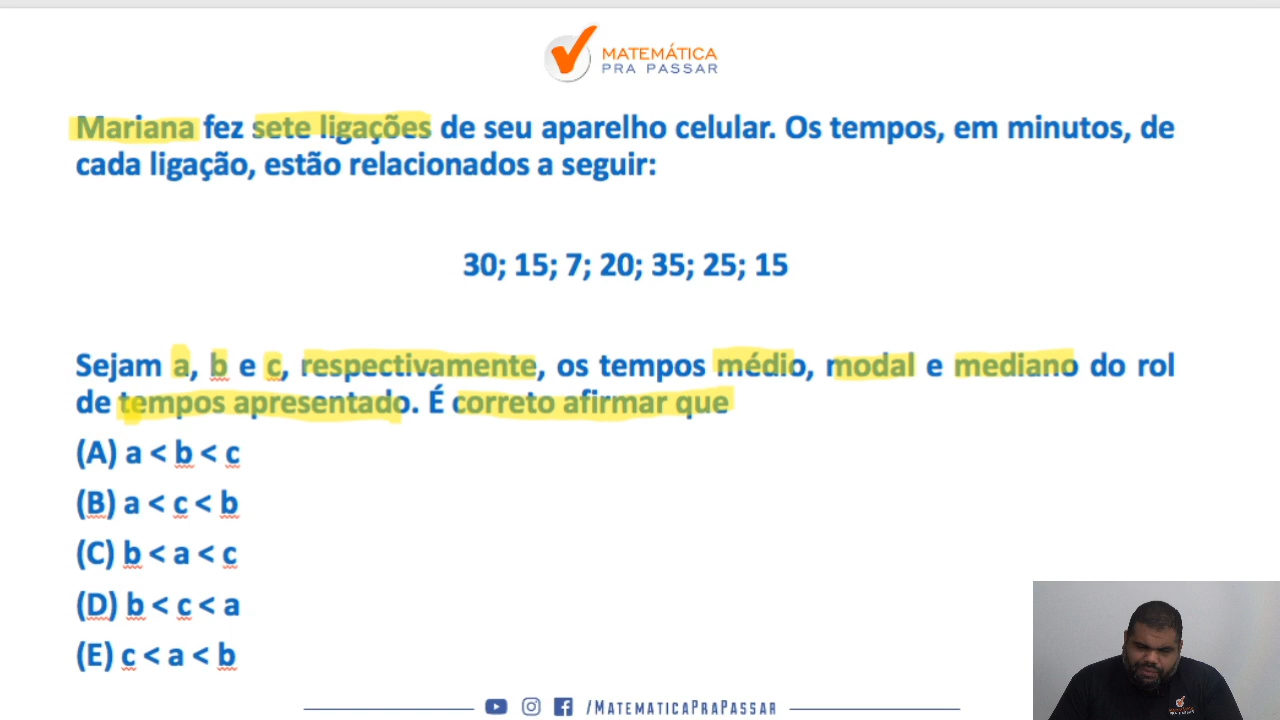 MATEMÁTICA
PRA PASSAR
Mariana fez sete ligações de seu aparelho celular. Os tempos, em minutos, de
cada ligação, estão relacionados a seguir:
30; 15; 7; 20; 35; 25; 15
Sejam a, b e c, respectivamente, os tempos médio, modal e mediano do rol
de tempos apresentado. É correto afirmar que
(A) a < b < c
(B) a < c < b
(C) b < a < c
(D) b < c < a
(E) c < a < b
/MATEMATICAPRAPASSAR